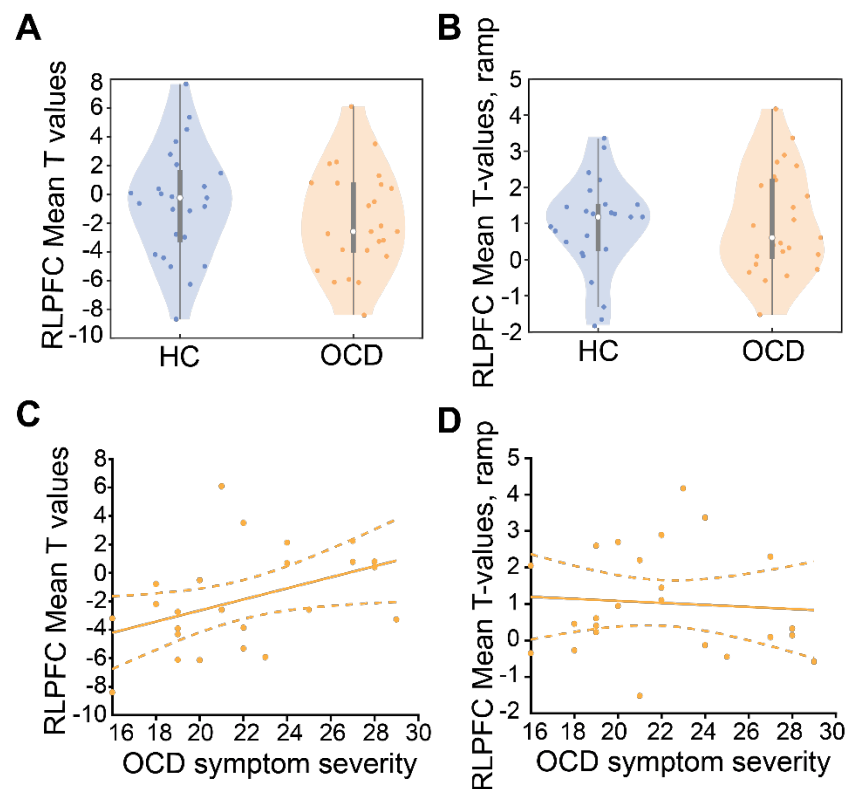 A
RLPFC Mean T values
8
6
4
2
0
-2
-4
-6
-8
-10
HC
OCD
B
RLPFC Mean T-values, ramp
5
4
3
2
1
0
-1
-2
HC
OCD
C
RLPFC Mean T values
8
6
4
2
0
-2
-4
-6
-8
-10
16 18 20 22 24 26 28 30
OCD symptom severity
D
RLPFC Mean T-values, ramp
5
4
3
2
1
0
-1
-2
16 18 20 22 24 26 28 30
OCD symptom severity